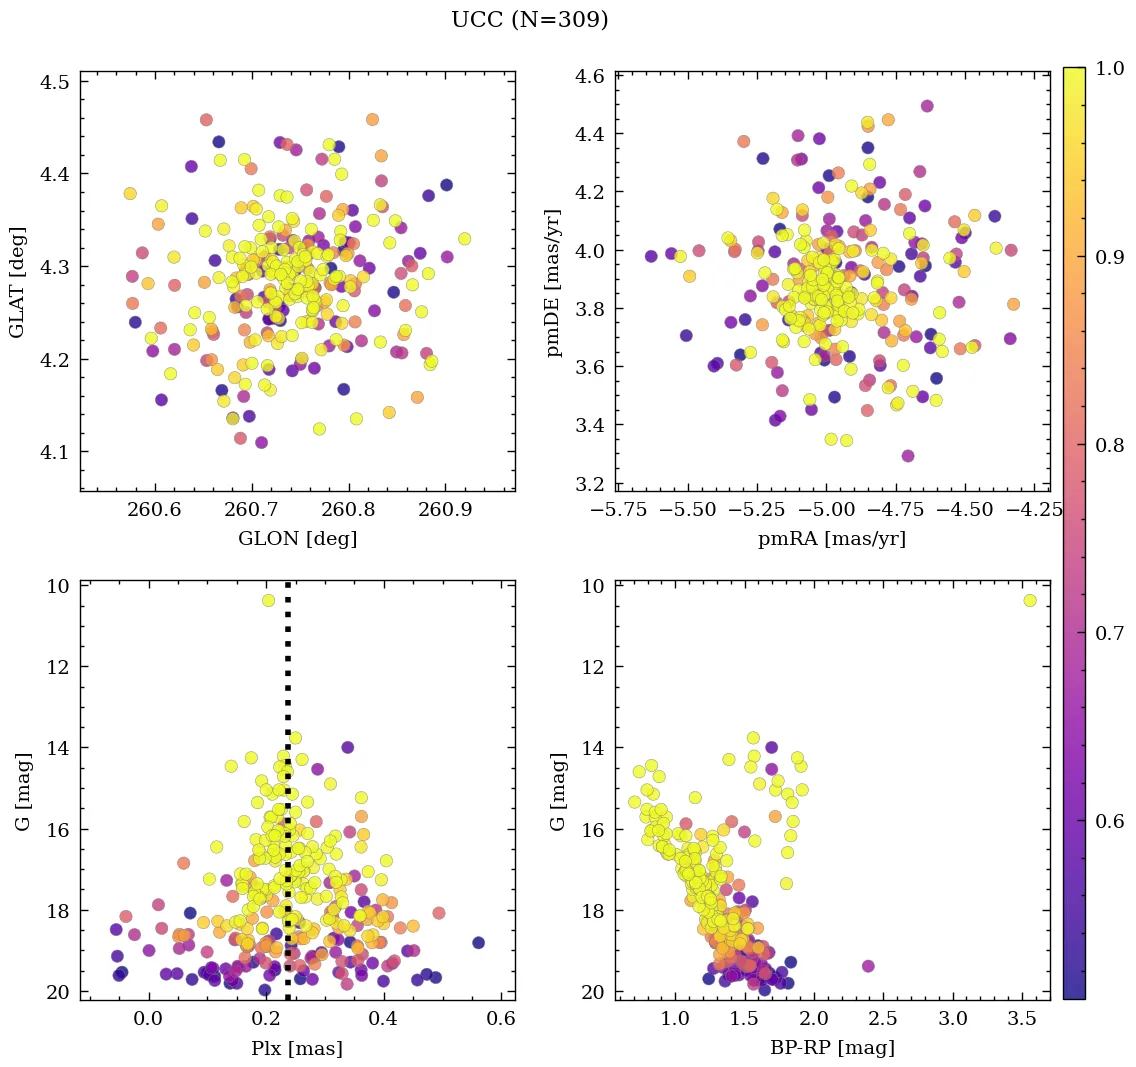 UCC (N=309)
4.5
4.4
4.3
4.2
4.1
GLAT [deg]
260.6 260.7 260.8 260.9
GLON [deg]
4.6
4.4
4.2
4.0
3.8
3.6
3.4
3.2
pmDE [mas/yr]
−5.75 −5.50 −5.25 −5.00 −4.75 −4.50 −4.25
pmRA [mas/yr]
1.0
0.9
0.8
0.7
0.6
10
12
14
16
18
20
G [mag]
0.0 0.2 0.4 0.6
Plx [mas]
10
12
14
16
18
20
G [mag]
1.0 1.5 2.0 2.5 3.0 3.5
BP-RP [mag]